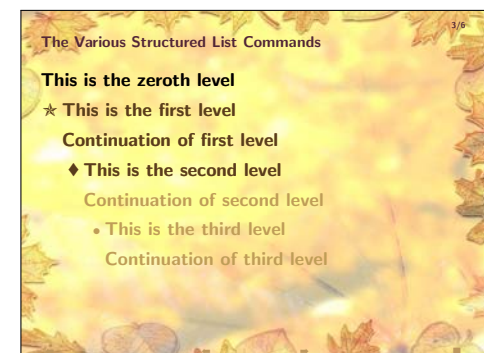 3/6
The Various Structured List Commands
This is the zeroth level
✯ This is the first level
Continuation of first level
♦ This is the second level
Continuation of second level
• This is the third level
Continuation of third level